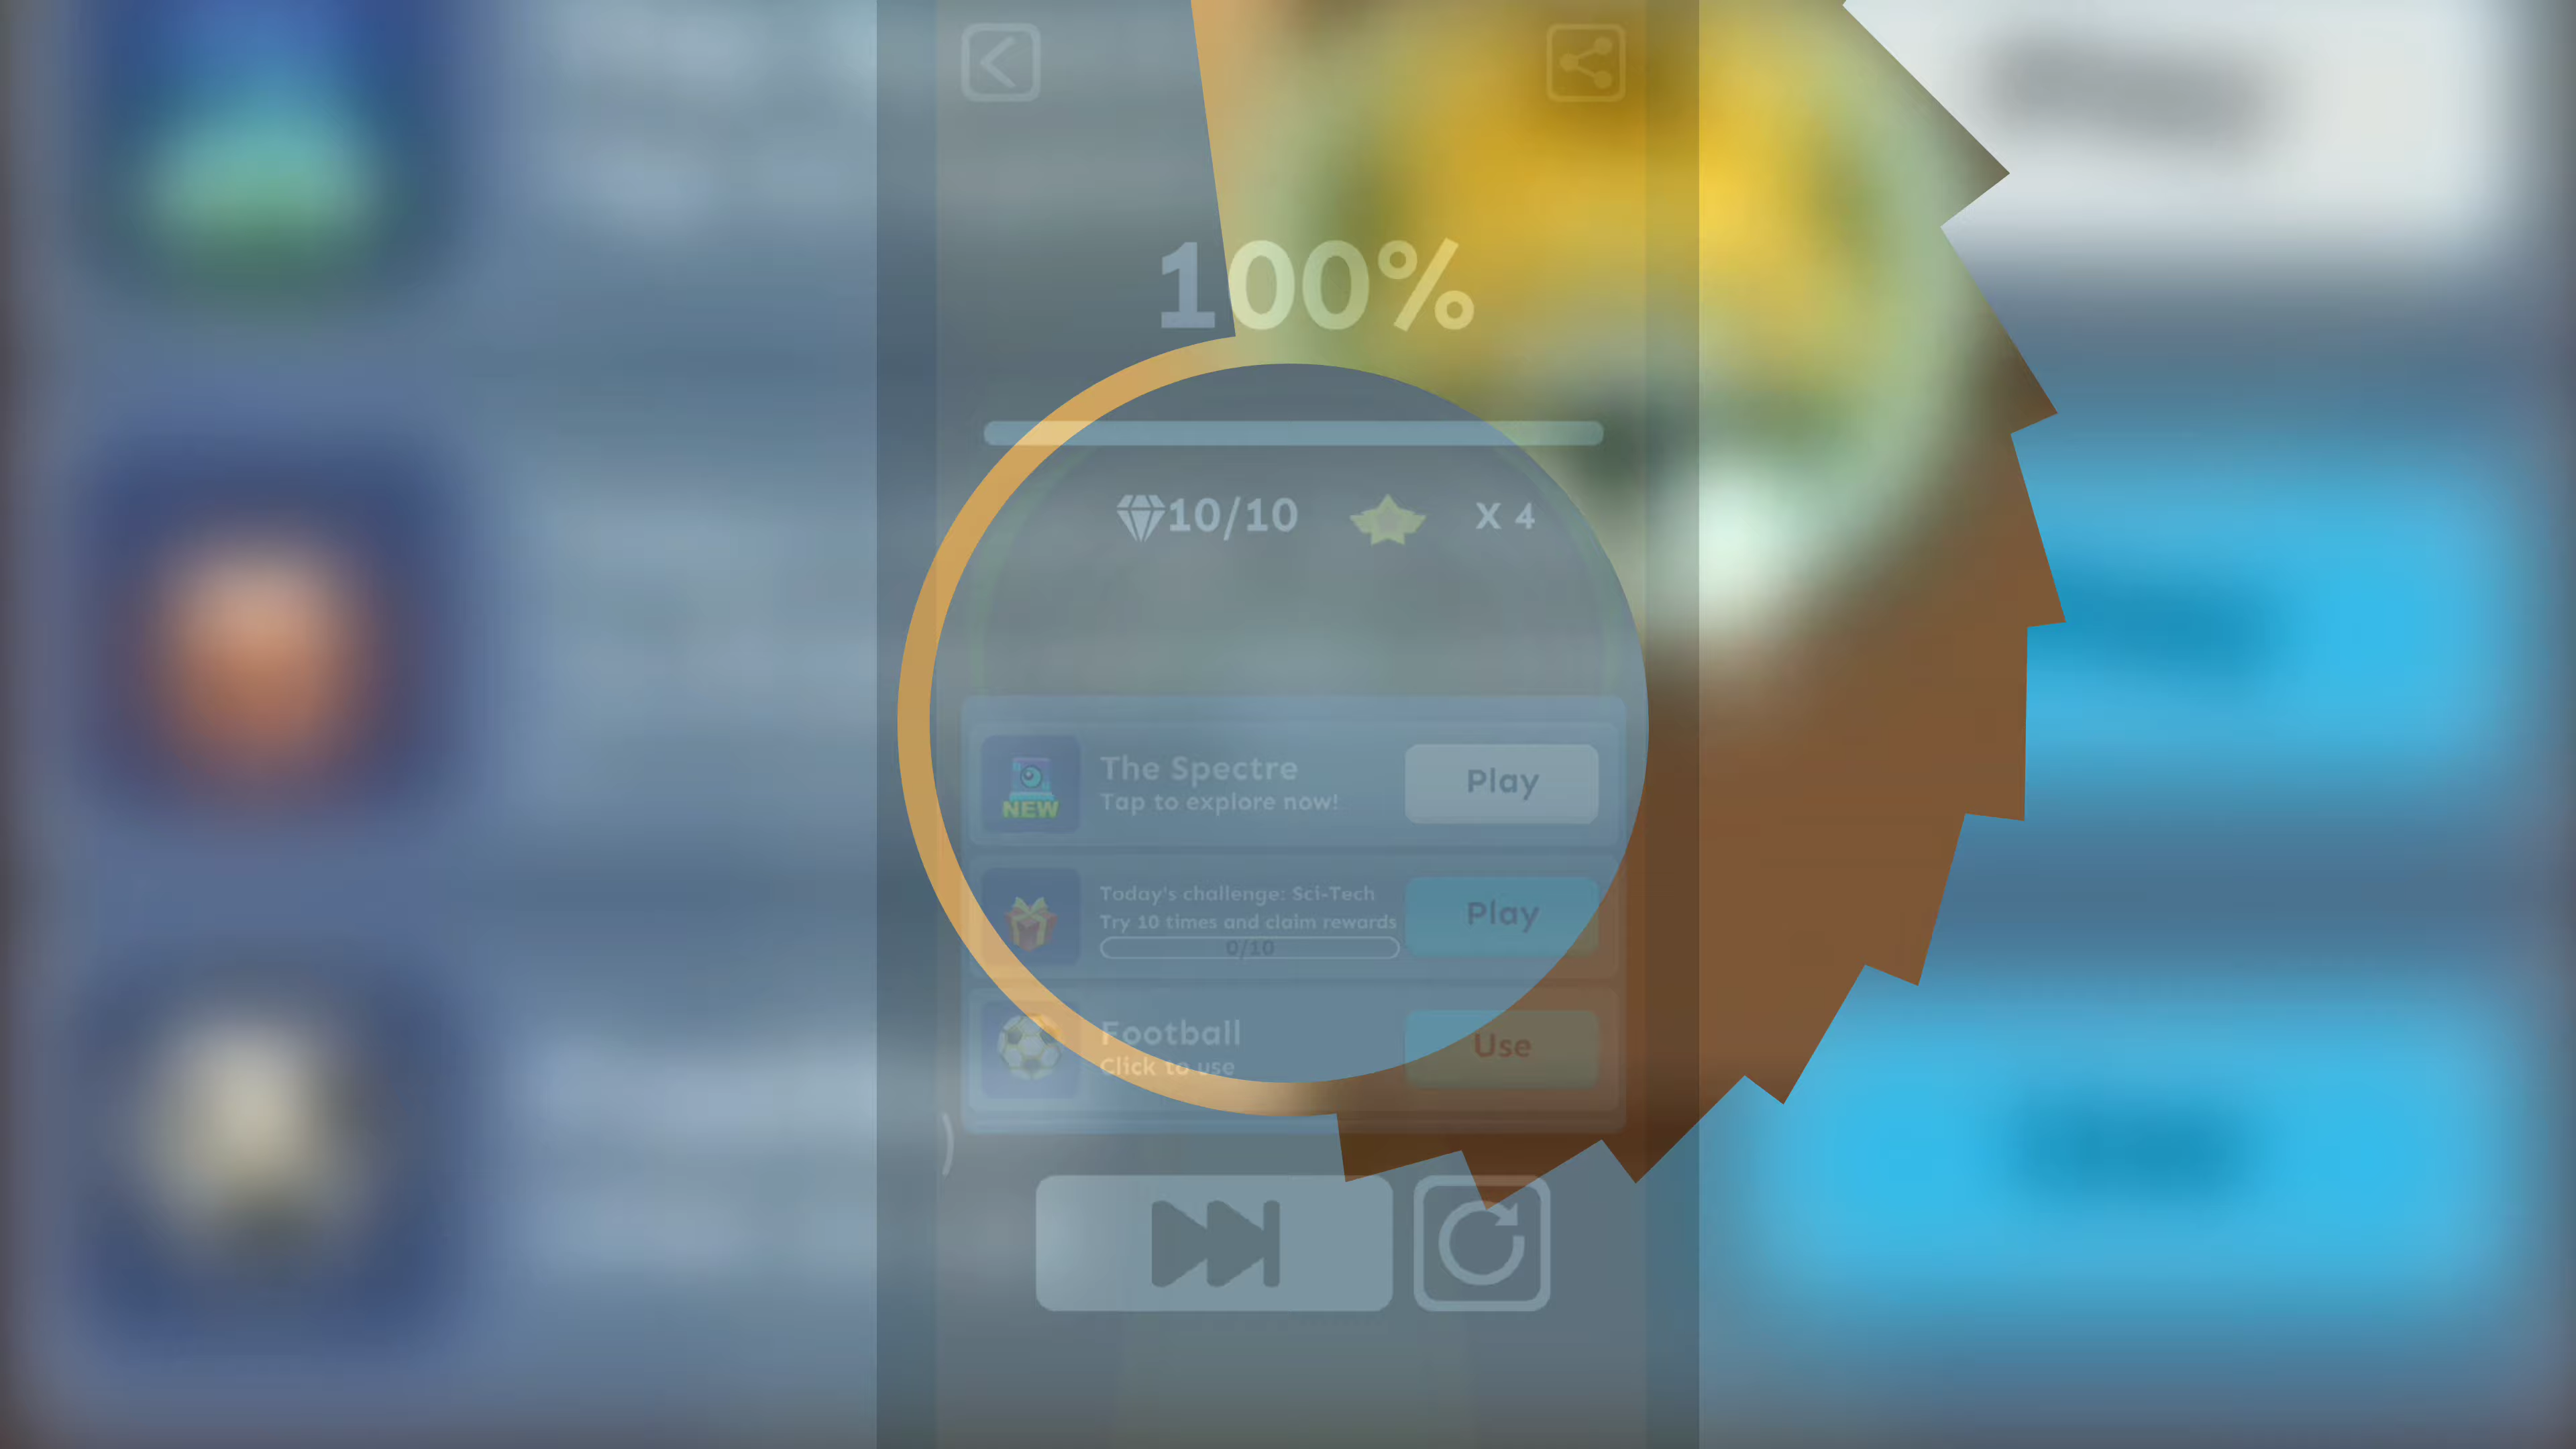 100%
10/10 X 4
The Spectre
Tap to explore now!
NEW
Play
Today's challenge: Sci-Tech
Try 10 times and claim rewards
0/10
Play
Football
Click to use
Use